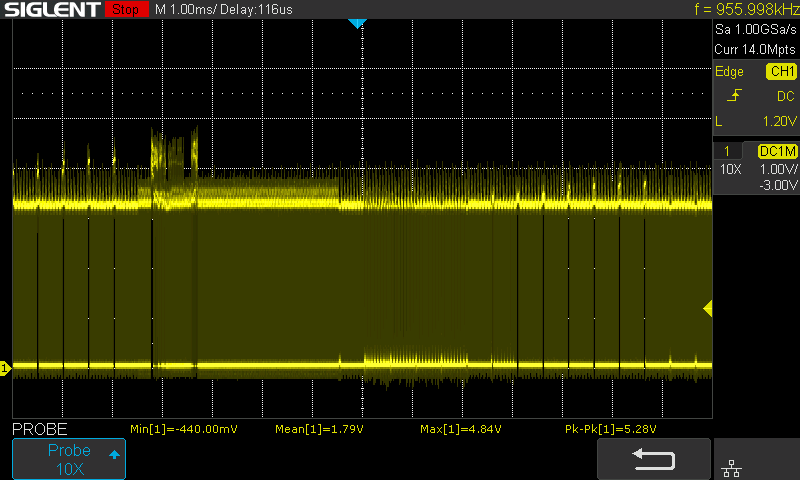 SIGLENT Stop M 1.00ms/ Delay:116us f = 955.998kHz
Sa 1.00GSa/s
Curr 14.0Mpts
Edge CH1
DC
L 1.20V
1 DC1M
10X 1.00V/
-3.00V
1
PROBE Min[1]=-440.00mV Mean[1]=1.79V Max[1]=4.84V Pk-Pk[1]=5.28V
Probe
10X